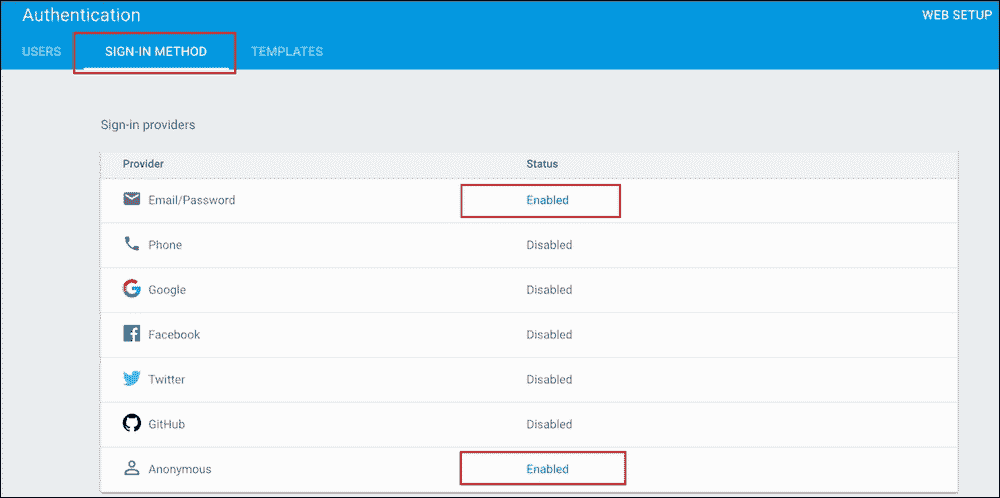 Authentication
WEB SETUP
USERS SIGN-IN METHOD TEMPLATES
Sign-in providers
Provider Status
Email/Password Enabled
Phone Disabled
Google Disabled
Facebook Disabled
Twitter Disabled
GitHub Disabled
Anonymous Enabled